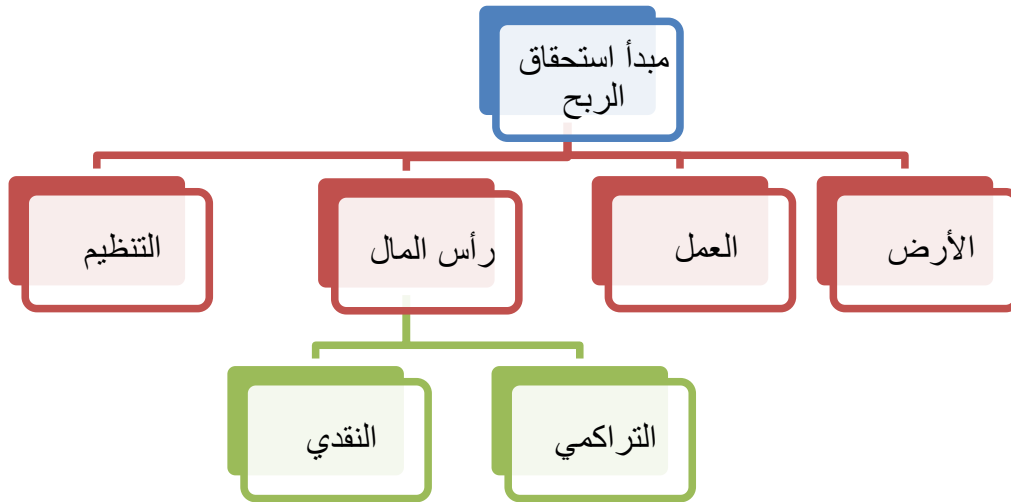 مبدأ استحقاق
الربح
الأرض
العمل
رأس المال
التنظيم
التراكمي
النقدي